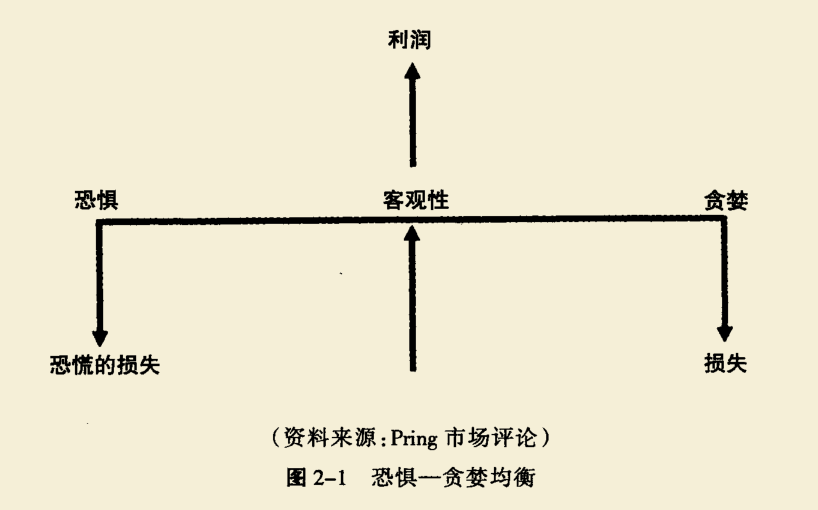 利润
恐惧 客观性 贪婪
恐慌的损失 损失
（资料来源：Pring 市场评论）
图 2-1 恐惧—贪婪均衡